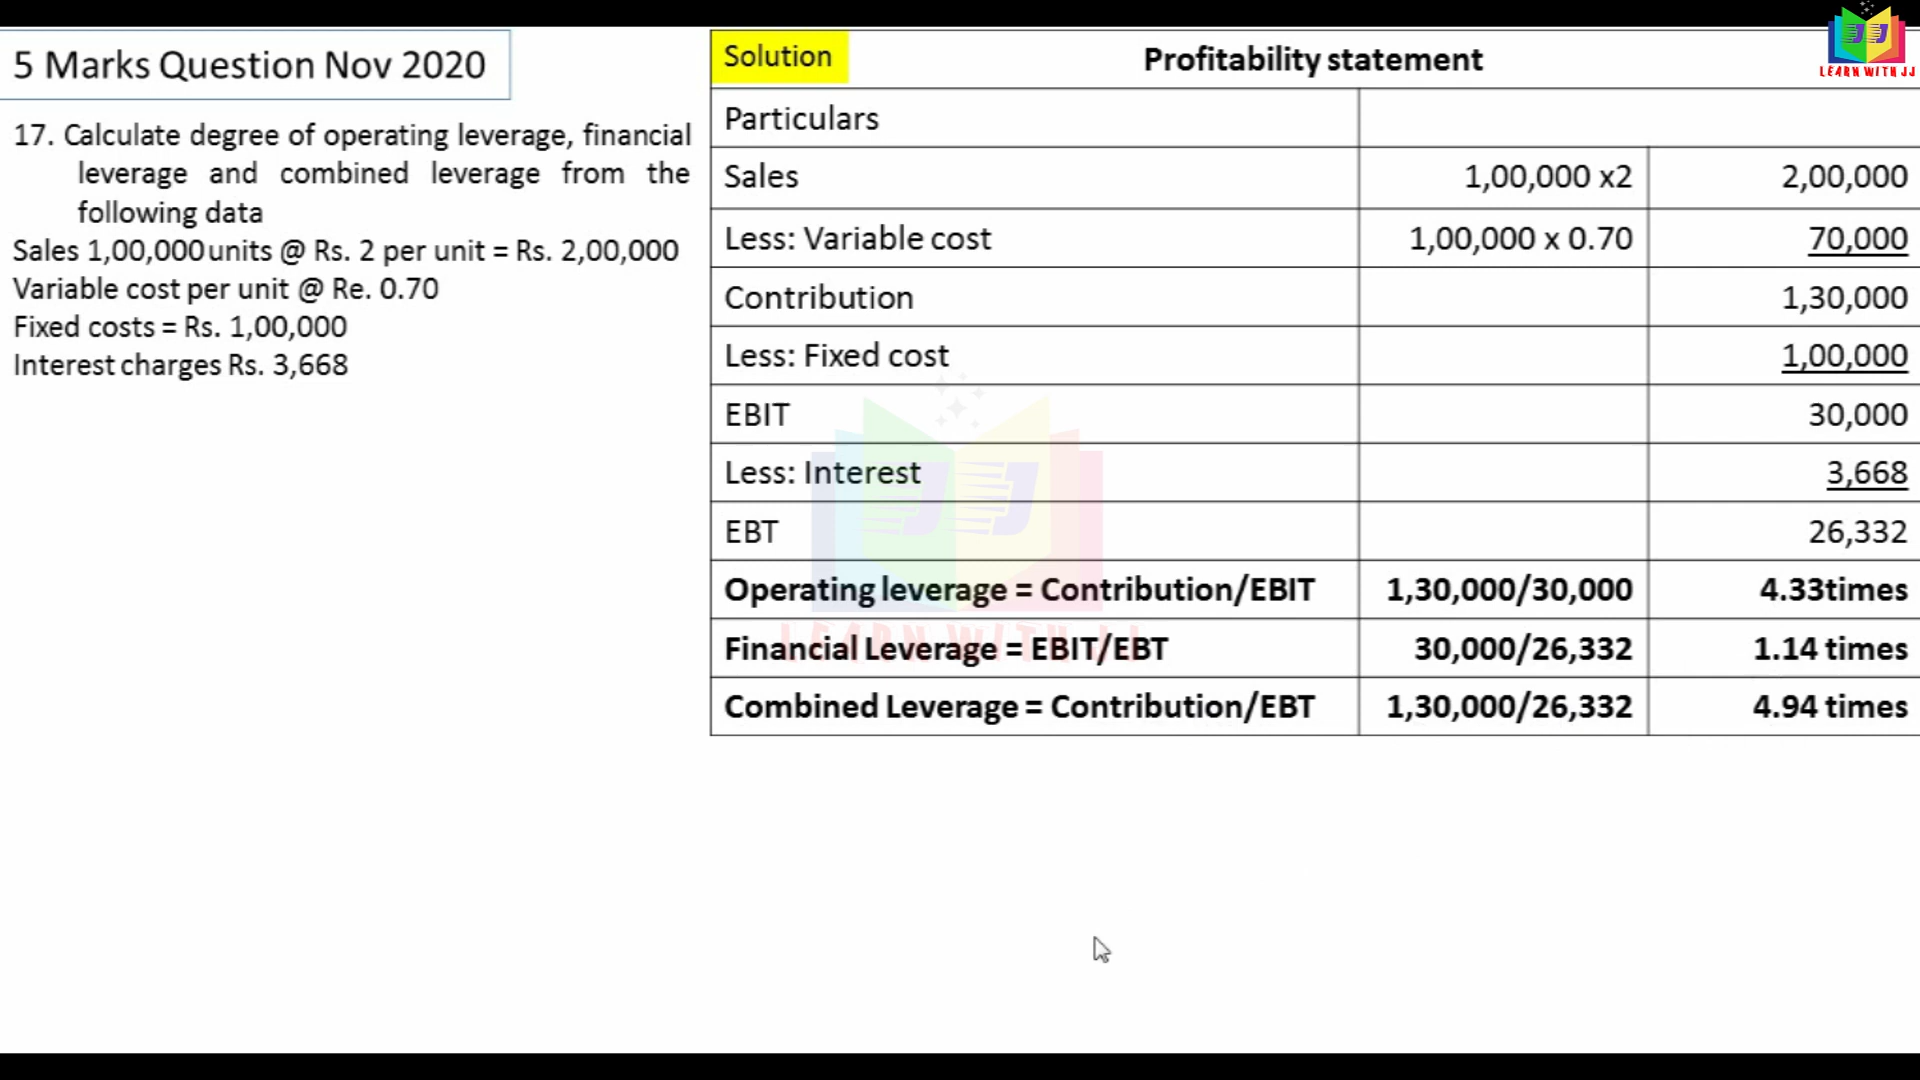 5 Marks Question Nov 2020
17. Calculate degree of operating leverage, financial
leverage and combined leverage from the
following data
Sales 1,00,000 units @ Rs. 2 per unit = Rs. 2,00,000
Variable cost per unit @ Re. 0.70
Fixed costs = Rs. 1,00,000
Interest charges Rs. 3,668
Solution Profitability statement
Particulars
Sales 1,00,000 x2 2,00,000
Less: Variable cost 1,00,000 x 0.70 70,000
Contribution 1,30,000
Less: Fixed cost 1,00,000
EBIT 30,000
Less: Interest 3,668
EBT 26,332
Operating leverage = Contribution/EBIT 1,30,000/30,000 4.33times
Financial Leverage = EBIT/EBT 30,000/26,332 1.14 times
Combined Leverage = Contribution/EBT 1,30,000/26,332 4.94 times
JJ
LEARN WITH JJ
JJ
LEARN WITH JJ